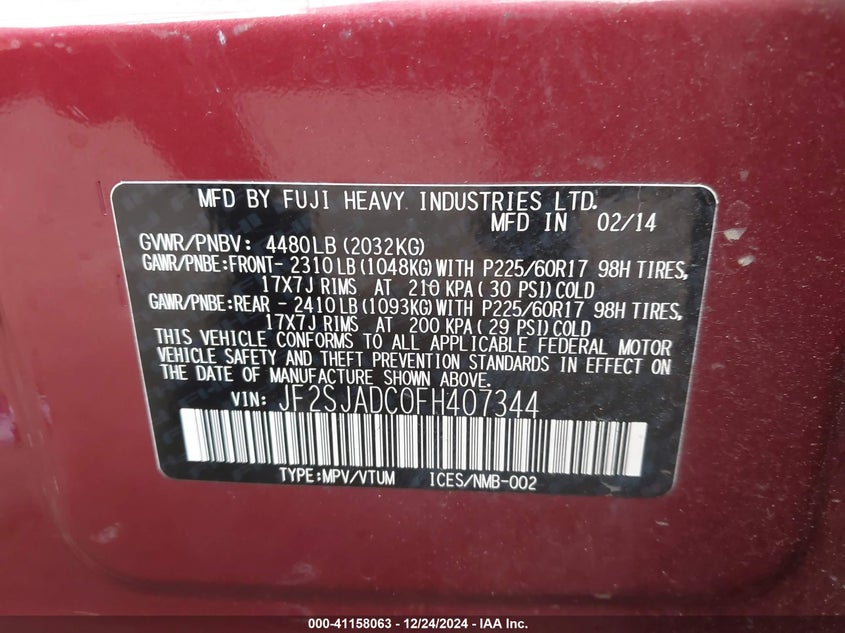 MFD BY FUJI HEAVY INDUSTRIES LTD.
MFD IN 02/14
GVWR/PNBV: 4480LB (2032KG)
GAWR/PNBE:FRONT- 2310LB (1048KG) WITH P225/60R17 98H TIRES,
17X7J RIMS AT 210 KPA ( 30 PSI) COLD
GAWR/PNBE:REAR - 2410LB (1093KG) WITH P225/60R17 98H TIRES,
17X7J RIMS AT 200 KPA ( 29 PSI) COLD
THIS VEHICLE CONFORMS TO ALL APPLICABLE FEDERAL MOTOR
VEHICLE SAFETY AND THEFT PREVENTION STANDARDS IN EFFECT ON
THE DATE OF MANUFACTURE SHOWN ABOVE.
VIN: JF2SJADC0FH407344
TYPE:MPV/VTUM ICES/NMB-002
000-41158063 - 12/24/2024 - IAA Inc.